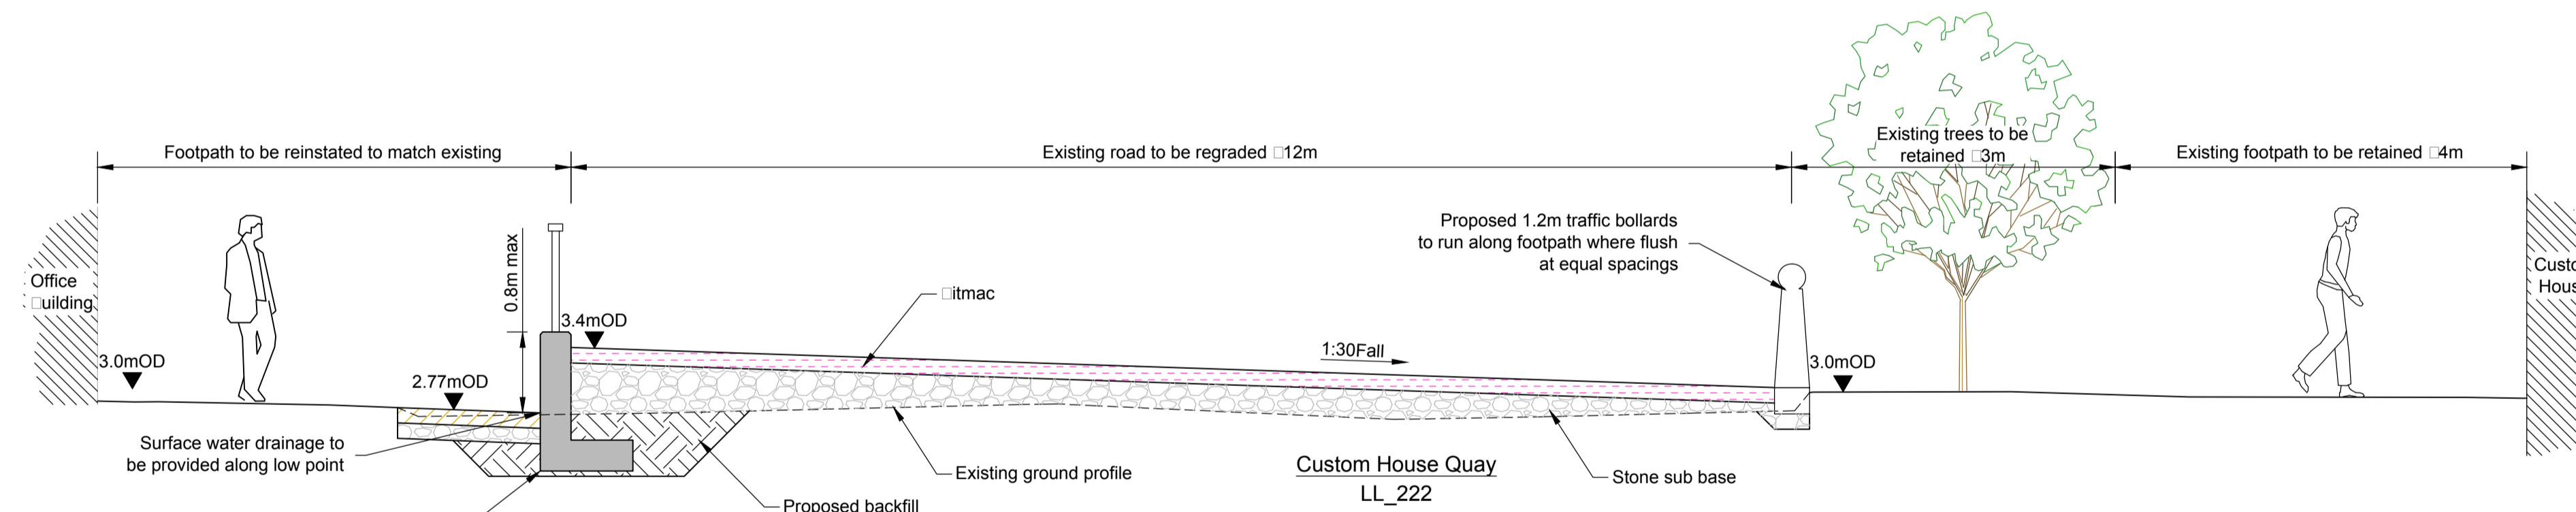 Footpath to be reinstated to match existing
Existing road to be regraded □12m
Existing trees to be
retained □3m
Existing footpath to be retained □4m
Proposed 1.2m traffic bollards
to run along footpath where flush
at equal spacings
Office
□uilding
0.8m max
□itmac
3.4mOD
1:30Fall
3.0mOD
2.77mOD
3.0mOD
Surface water drainage to
be provided along low point
Existing ground profile
Proposed backfill
Custom House Quay
LL_222
Stone sub base